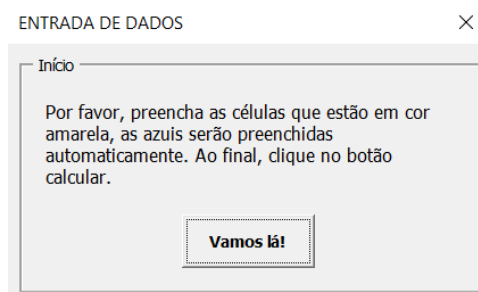 ENTRADA DE DADOS
Início
Por favor, preencha as células que estão em cor
amarela, as azuis serão preenchidas
automaticamente. Ao final, clique no botão
calcular.
Vamos lá!